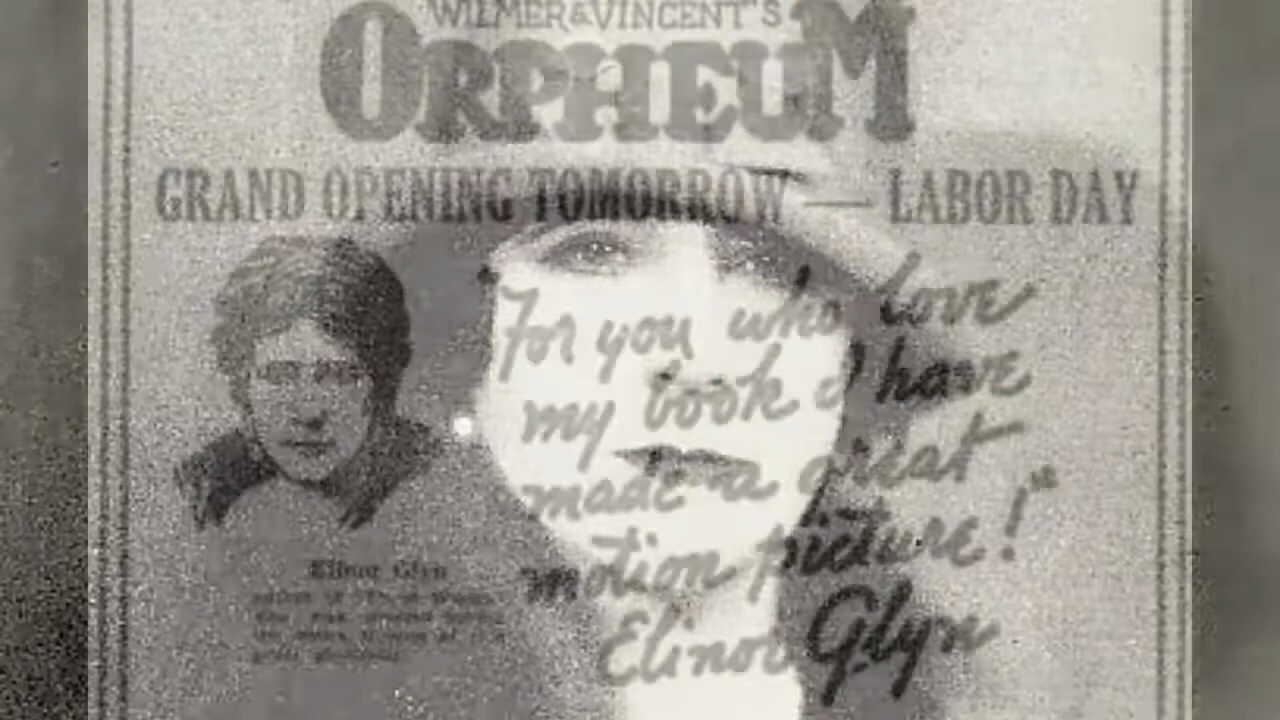 WILMER & VINCENT'S
ORPHEUM
GRAND OPENING TOMORROW — LABOR DAY
For you who love
my book I have
made a great
motion picture!"
Elinor Glyn
Elinor Glyn